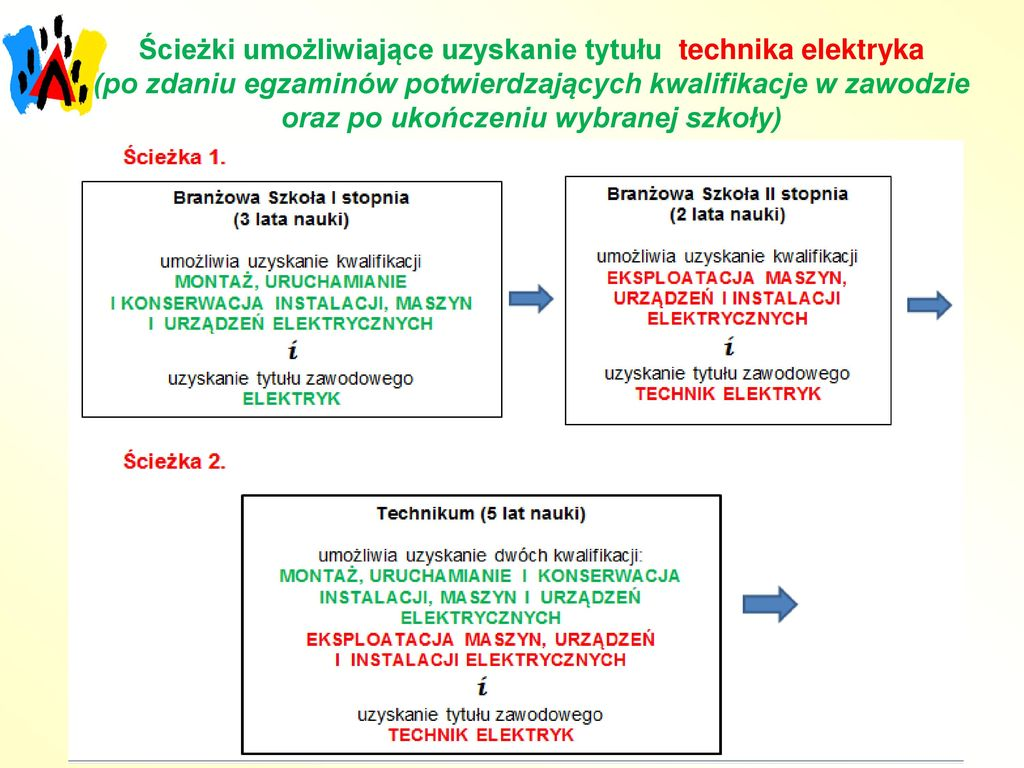 Ścieżki umożliwiające uzyskanie tytułu technika elektryka
(po zdaniu egzaminów potwierdzających kwalifikacje w zawodzie
oraz po ukończeniu wybranej szkoły)
Ścieżka 1.
Branżowa Szkoła I stopnia
(3 lata nauki)
umożliwia uzyskanie kwalifikacji
MONTAŻ, URUCHAMIANIE
I KONSERWACJA INSTALACJI, MASZYN
I URZĄDZEŃ ELEKTRYCZNYCH
i
uzyskanie tytułu zawodowego
ELEKTRYK
Branżowa Szkoła II stopnia
(2 lata nauki)
umożliwia uzyskanie kwalifikacji
EKSPLOATACJA MASZYN,
URZĄDZEŃ I INSTALACJI
ELEKTRYCZNYCH
i
uzyskanie tytułu zawodowego
TECHNIK ELEKTRYK
Ścieżka 2.
Technikum (5 lat nauki)
umożliwia uzyskanie dwóch kwalifikacji:
MONTAŻ, URUCHAMIANIE I KONSERWACJA
INSTALACJI, MASZYN I URZĄDZEŃ
ELEKTRYCZNYCH
EKSPLOATACJA MASZYN, URZĄDZEŃ
I INSTALACJI ELEKTRYCZNYCH
i
uzyskanie tytułu zawodowego
TECHNIK ELEKTRYK